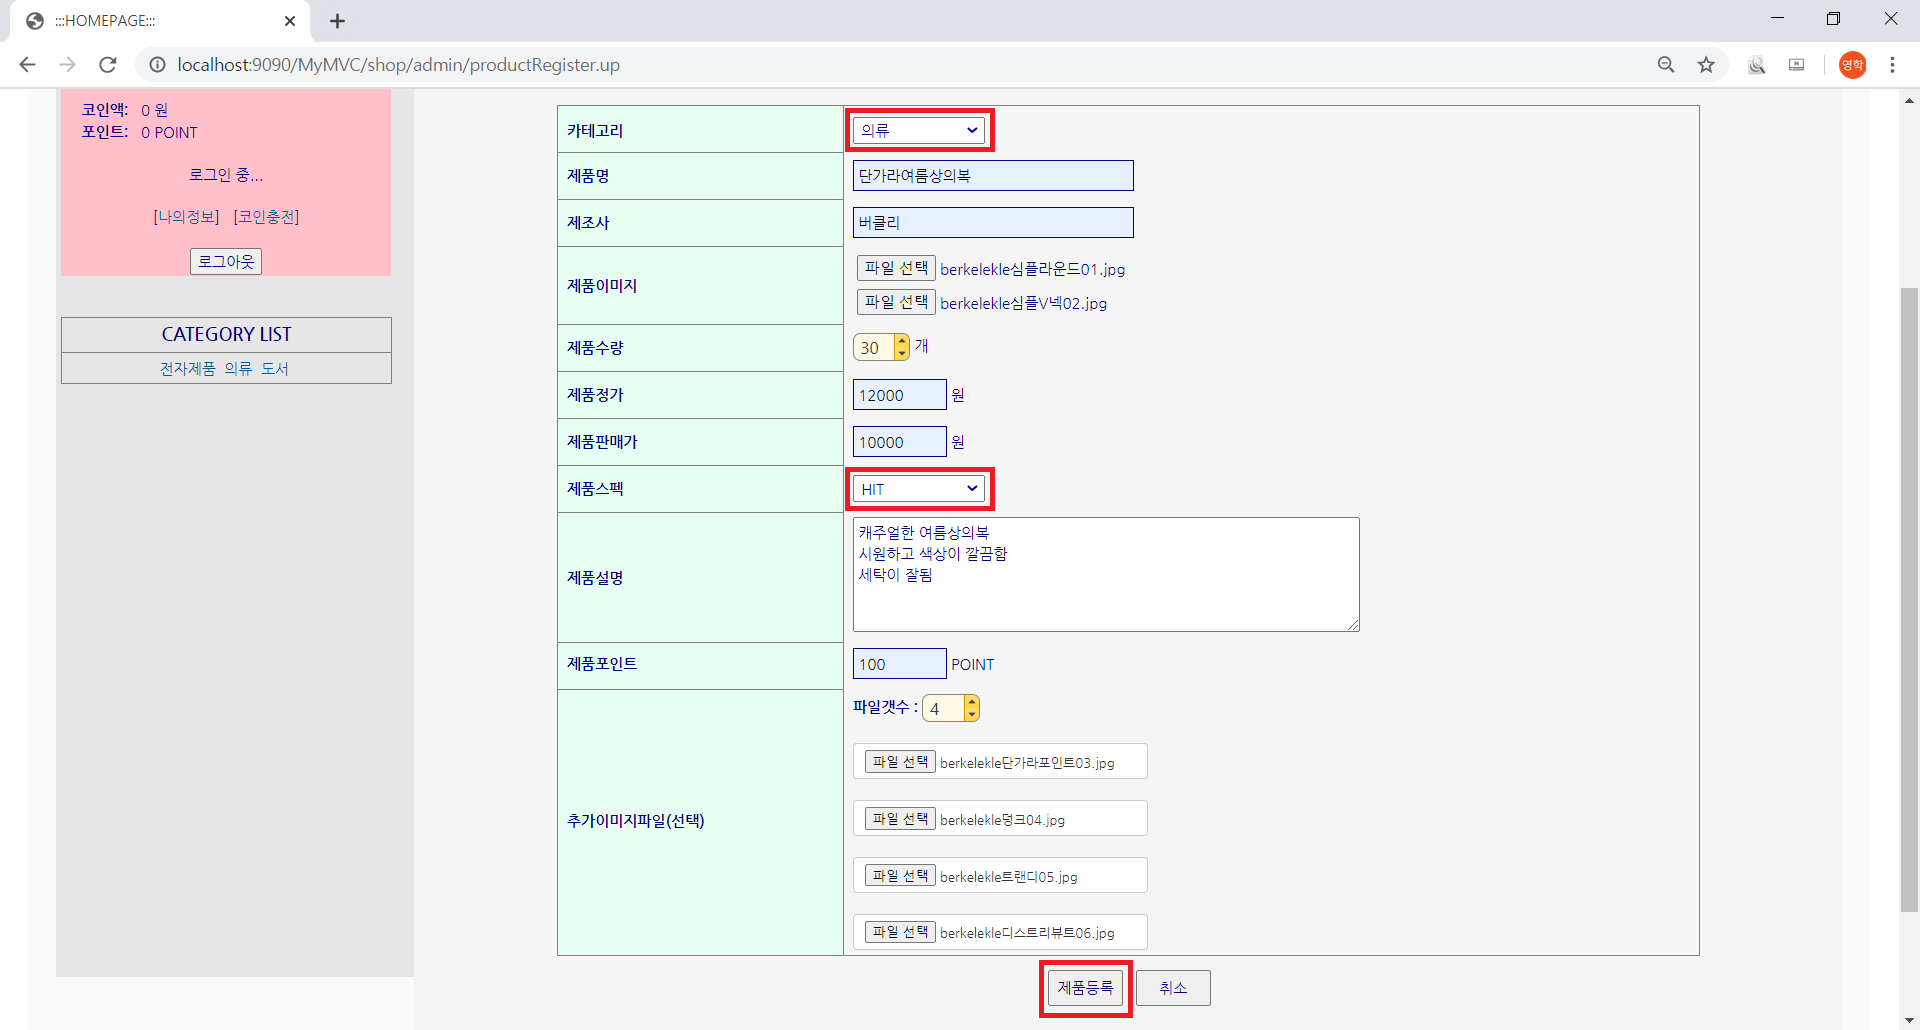 :::HOMEPAGE:::
localhost:9090/MyMVC/shop/admin/productRegister.up
영학
코인액: 0 원
포인트: 0 POINT
로그인 중...
[나의정보] [코인충전]
로그아웃
CATEGORY LIST
전자제품 의류 도서
카테고리 의류
제품명 단가라여름상의복
제조사 버클리
제품이미지
파일 선택 berkelekle심플라운드01.jpg
파일 선택 berkelekle심플V넥02.jpg
제품수량 30 개
제품정가 12000 원
제품판매가 10000 원
제품스펙 HIT
제품설명
캐주얼한 여름상의복
시원하고 색상이 깔끔함
세탁이 잘됨
제품포인트 100 POINT
추가이미지파일(선택)
파일갯수 : 4
파일 선택 berkelekle단가라포인트03.jpg
파일 선택 berkelekle덩크04.jpg
파일 선택 berkelekle트랜디05.jpg
파일 선택 berkelekle디스트리뷰트06.jpg
제품등록 취소